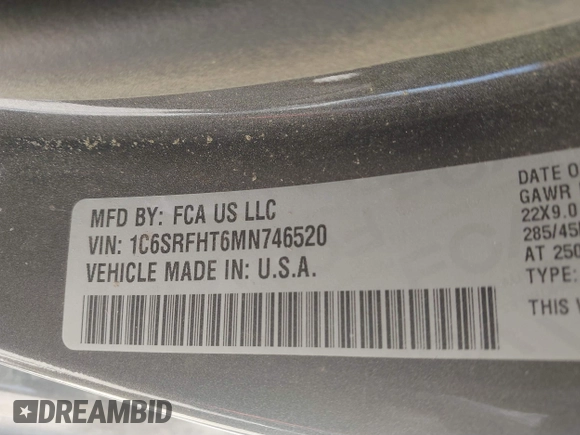 MFD BY: FCA US LLC
VIN: 1C6SRFHT6MN746520
VEHICLE MADE IN: U.S.A.
DATE O
GAWR
22X9.0
285/45
AT 250
TYPE:
THIS V
DREAMBID